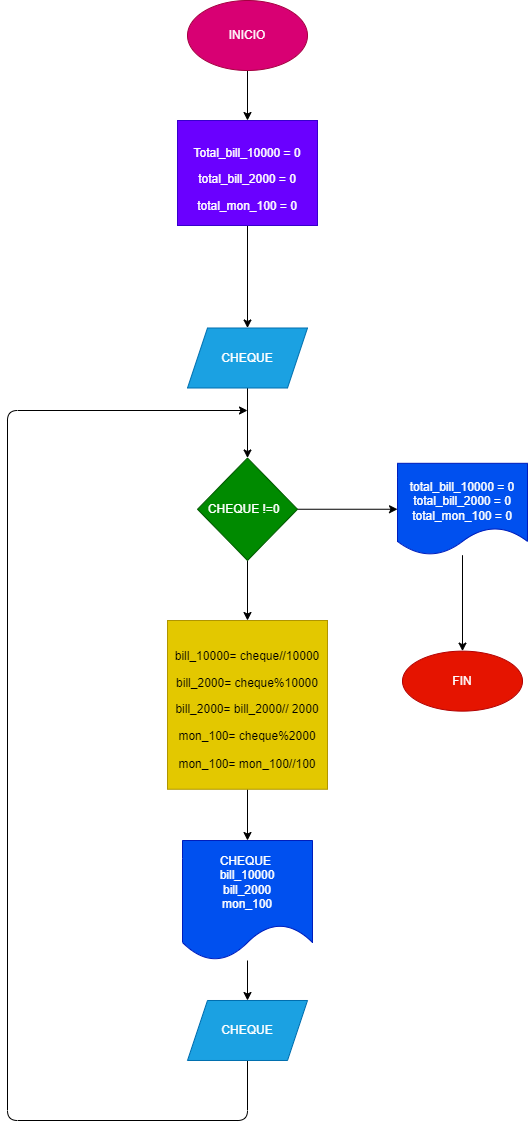 INICIO
Total_bill_10000 = 0
total_bill_2000 = 0
total_mon_100 = 0
CHEQUE
CHEQUE !=0
total_bill_10000 = 0
total_bill_2000 = 0
total_mon_100 = 0
FIN
bill_10000= cheque//10000
bill_2000= cheque%10000
bill_2000= bill_2000// 2000
mon_100= cheque%2000
mon_100= mon_100//100
CHEQUE
bill_10000
bill_2000
mon_100
CHEQUE